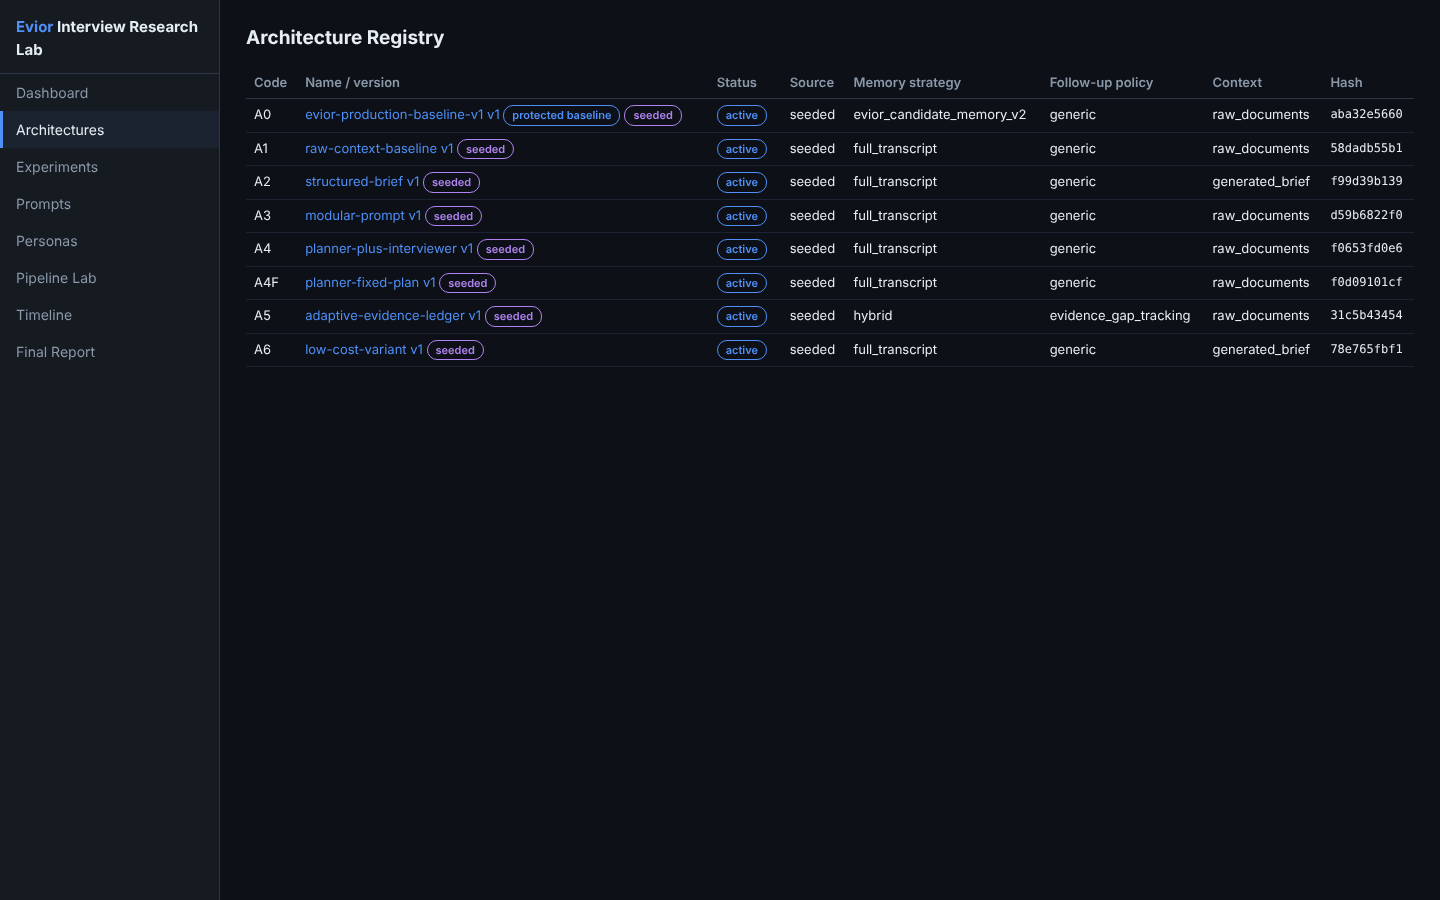 Evior Interview Research
Lab
Dashboard
Architectures
Experiments
Prompts
Personas
Pipeline Lab
Timeline
Final Report
Architecture Registry
Code Name / version Status Source Memory strategy Follow-up policy Context Hash
A0 evior-production-baseline-v1 v1 protected baseline seeded active seeded evior_candidate_memory_v2 generic raw_documents aba32e5660
A1 raw-context-baseline v1 seeded active seeded full_transcript generic raw_documents 58dadb55b1
A2 structured-brief v1 seeded active seeded full_transcript generic generated_brief f99d39b139
A3 modular-prompt v1 seeded active seeded full_transcript generic raw_documents d59b6822f0
A4 planner-plus-interviewer v1 seeded active seeded full_transcript generic raw_documents f0653fd0e6
A4F planner-fixed-plan v1 seeded active seeded full_transcript generic raw_documents f0d09101cf
A5 adaptive-evidence-ledger v1 seeded active seeded hybrid evidence_gap_tracking raw_documents 31c5b43454
A6 low-cost-variant v1 seeded active seeded full_transcript generic generated_brief 78e765fbf1